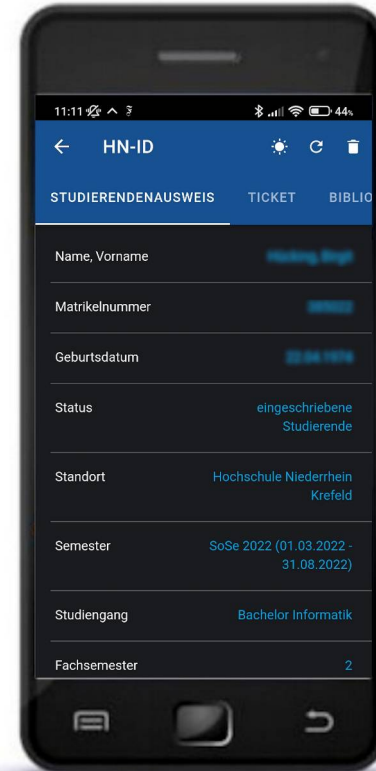 11:11 44%
HN-ID
STUDIERENDENAUSWEIS TICKET BIBLIO
Name, Vorname
Matrikelnummer
Geburtsdatum
Status eingeschriebene
Studierende
Standort Hochschule Niederrhein
Krefeld
Semester SoSe 2022 (01.03.2022 -
31.08.2022)
Studiengang Bachelor Informatik
Fachsemester 2